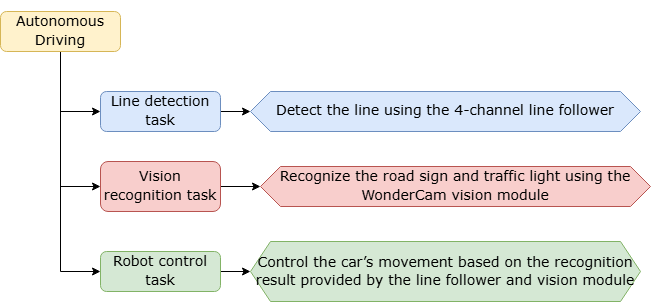 Autonomous
Driving
Line detection
task
Detect the line using the 4-channel line follower
Vision
recognition task
Recognize the road sign and traffic light using the
WonderCam vision module
Robot control
task
Control the car’s movement based on the recognition
result provided by the line follower and vision module